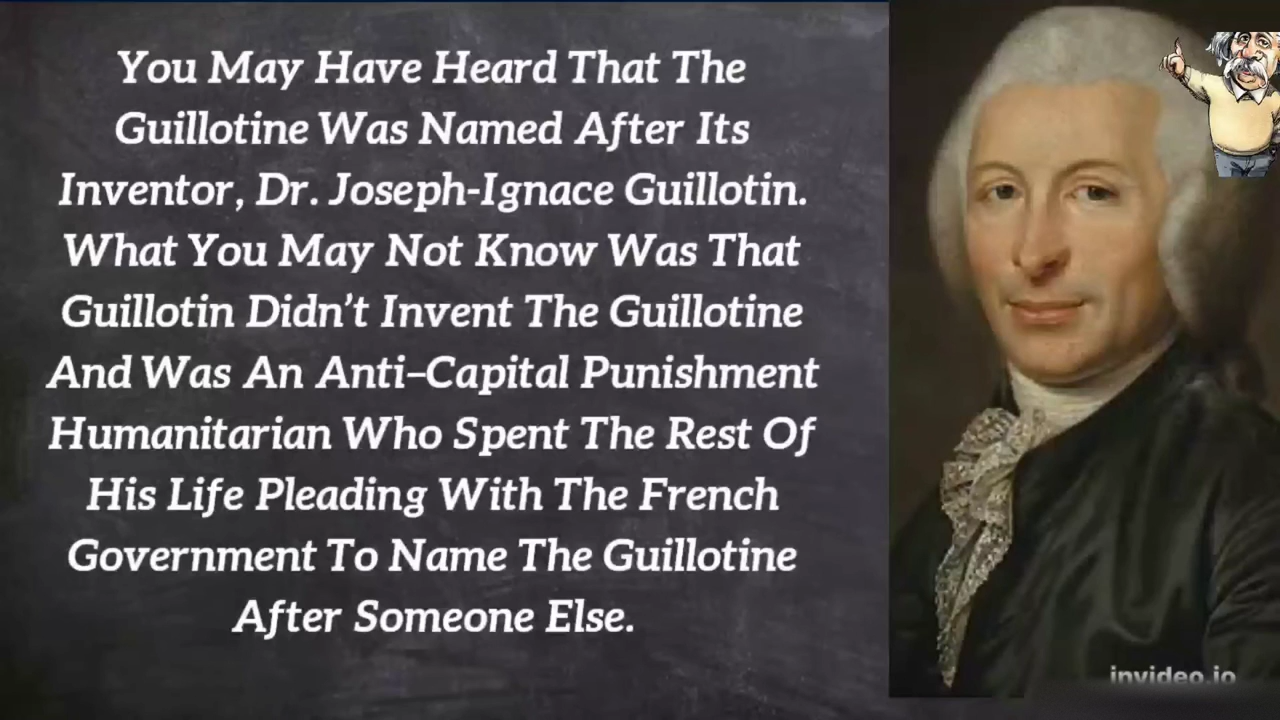 You May Have Heard That The
Guillotine Was Named After Its
Inventor, Dr. Joseph-Ignace Guillotin.
What You May Not Know Was That
Guillotin Didn’t Invent The Guillotine
And Was An Anti-Capital Punishment
Humanitarian Who Spent The Rest Of
His Life Pleading With The French
Government To Name The Guillotine
After Someone Else.
invideo.io